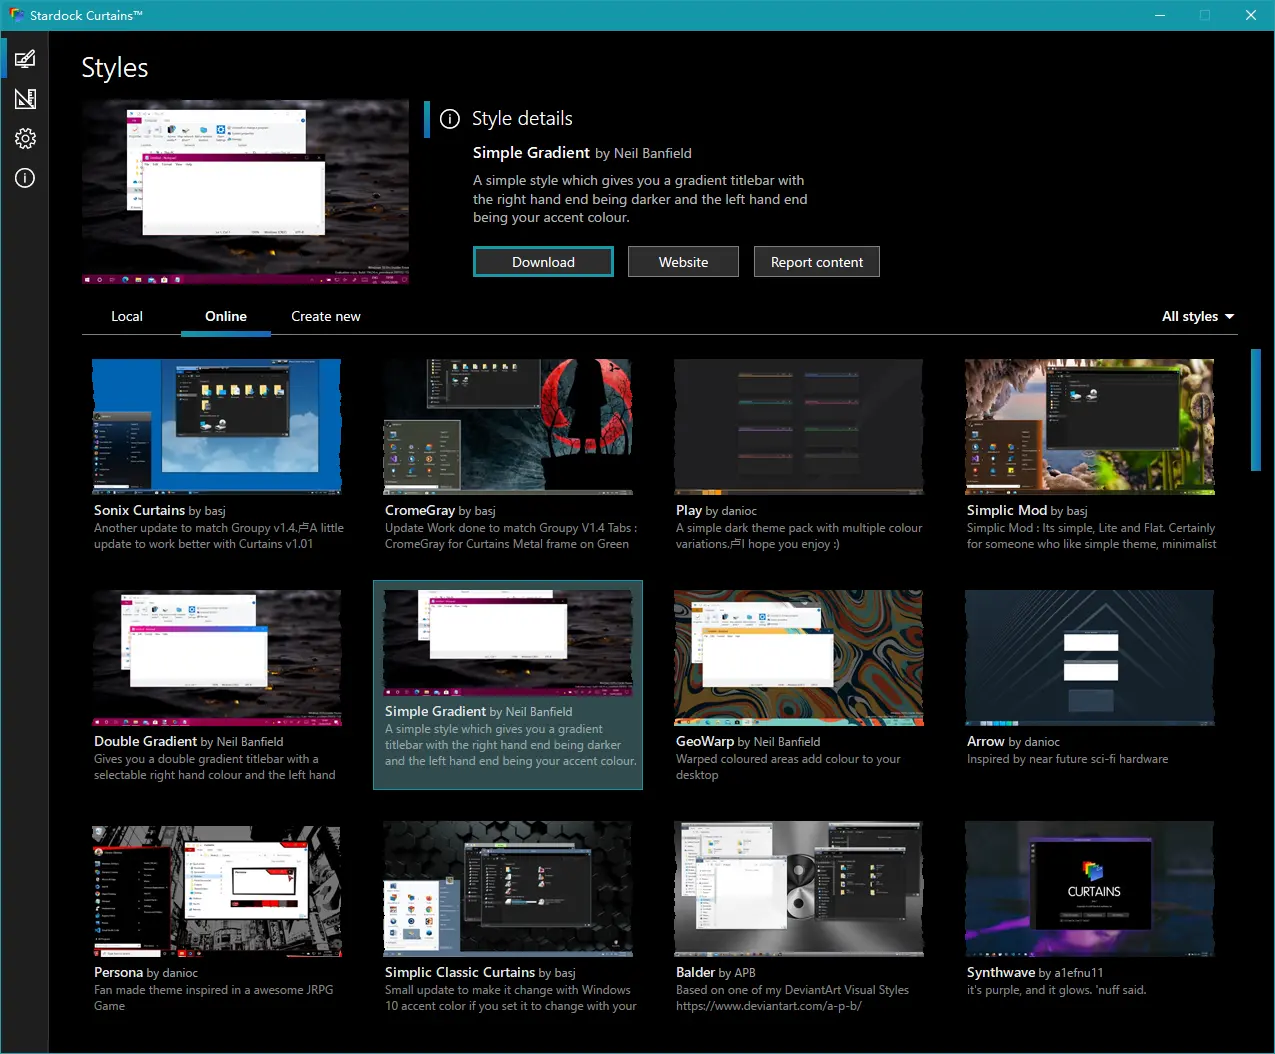 Stardock Curtains™
Styles
Style details
Simple Gradient by Neil Banfield
A simple style which gives you a gradient titlebar with
the right hand end being darker and the left hand end
being your accent colour.
Download
Website
Report content
Local
Online
Create new
All styles
Sonix Curtains by basj
Another update to match Groupy v1.4.卢A little
update to work better with Curtains v1.01
CromeGray by basj
Update Work done to match Groupy V1.4 Tabs :
CromeGray for Curtains Metal frame on Green
Play by danioc
A simple dark theme pack with multiple colour
variations.卢I hope you enjoy :)
Simplic Mod by basj
Simplic Mod : Its simple, Lite and Flat. Certainly
for someone who like simple theme, minimalist
Double Gradient by Neil Banfield
Gives you a double gradient titlebar with a
selectable right hand colour and the left hand
Simple Gradient by Neil Banfield
A simple style which gives you a gradient
titlebar with the right hand end being darker
and the left hand end being your accent colour.
GeoWarp by Neil Banfield
Warped coloured areas add colour to your
desktop
Arrow by danioc
Inspired by near future sci-fi hardware
CURTAINS
Persona by danioc
Fan made theme inspired in a awesome JRPG
Game
Simplic Classic Curtains by basj
Small update to make it change with Windows
10 accent color if you set it to change with your
Balder by APB
Based on one of my DeviantArt Visual Styles
https://www.deviantart.com/a-p-b/
Synthwave by a1efnu11
it's purple, and it glows. 'nuff said.